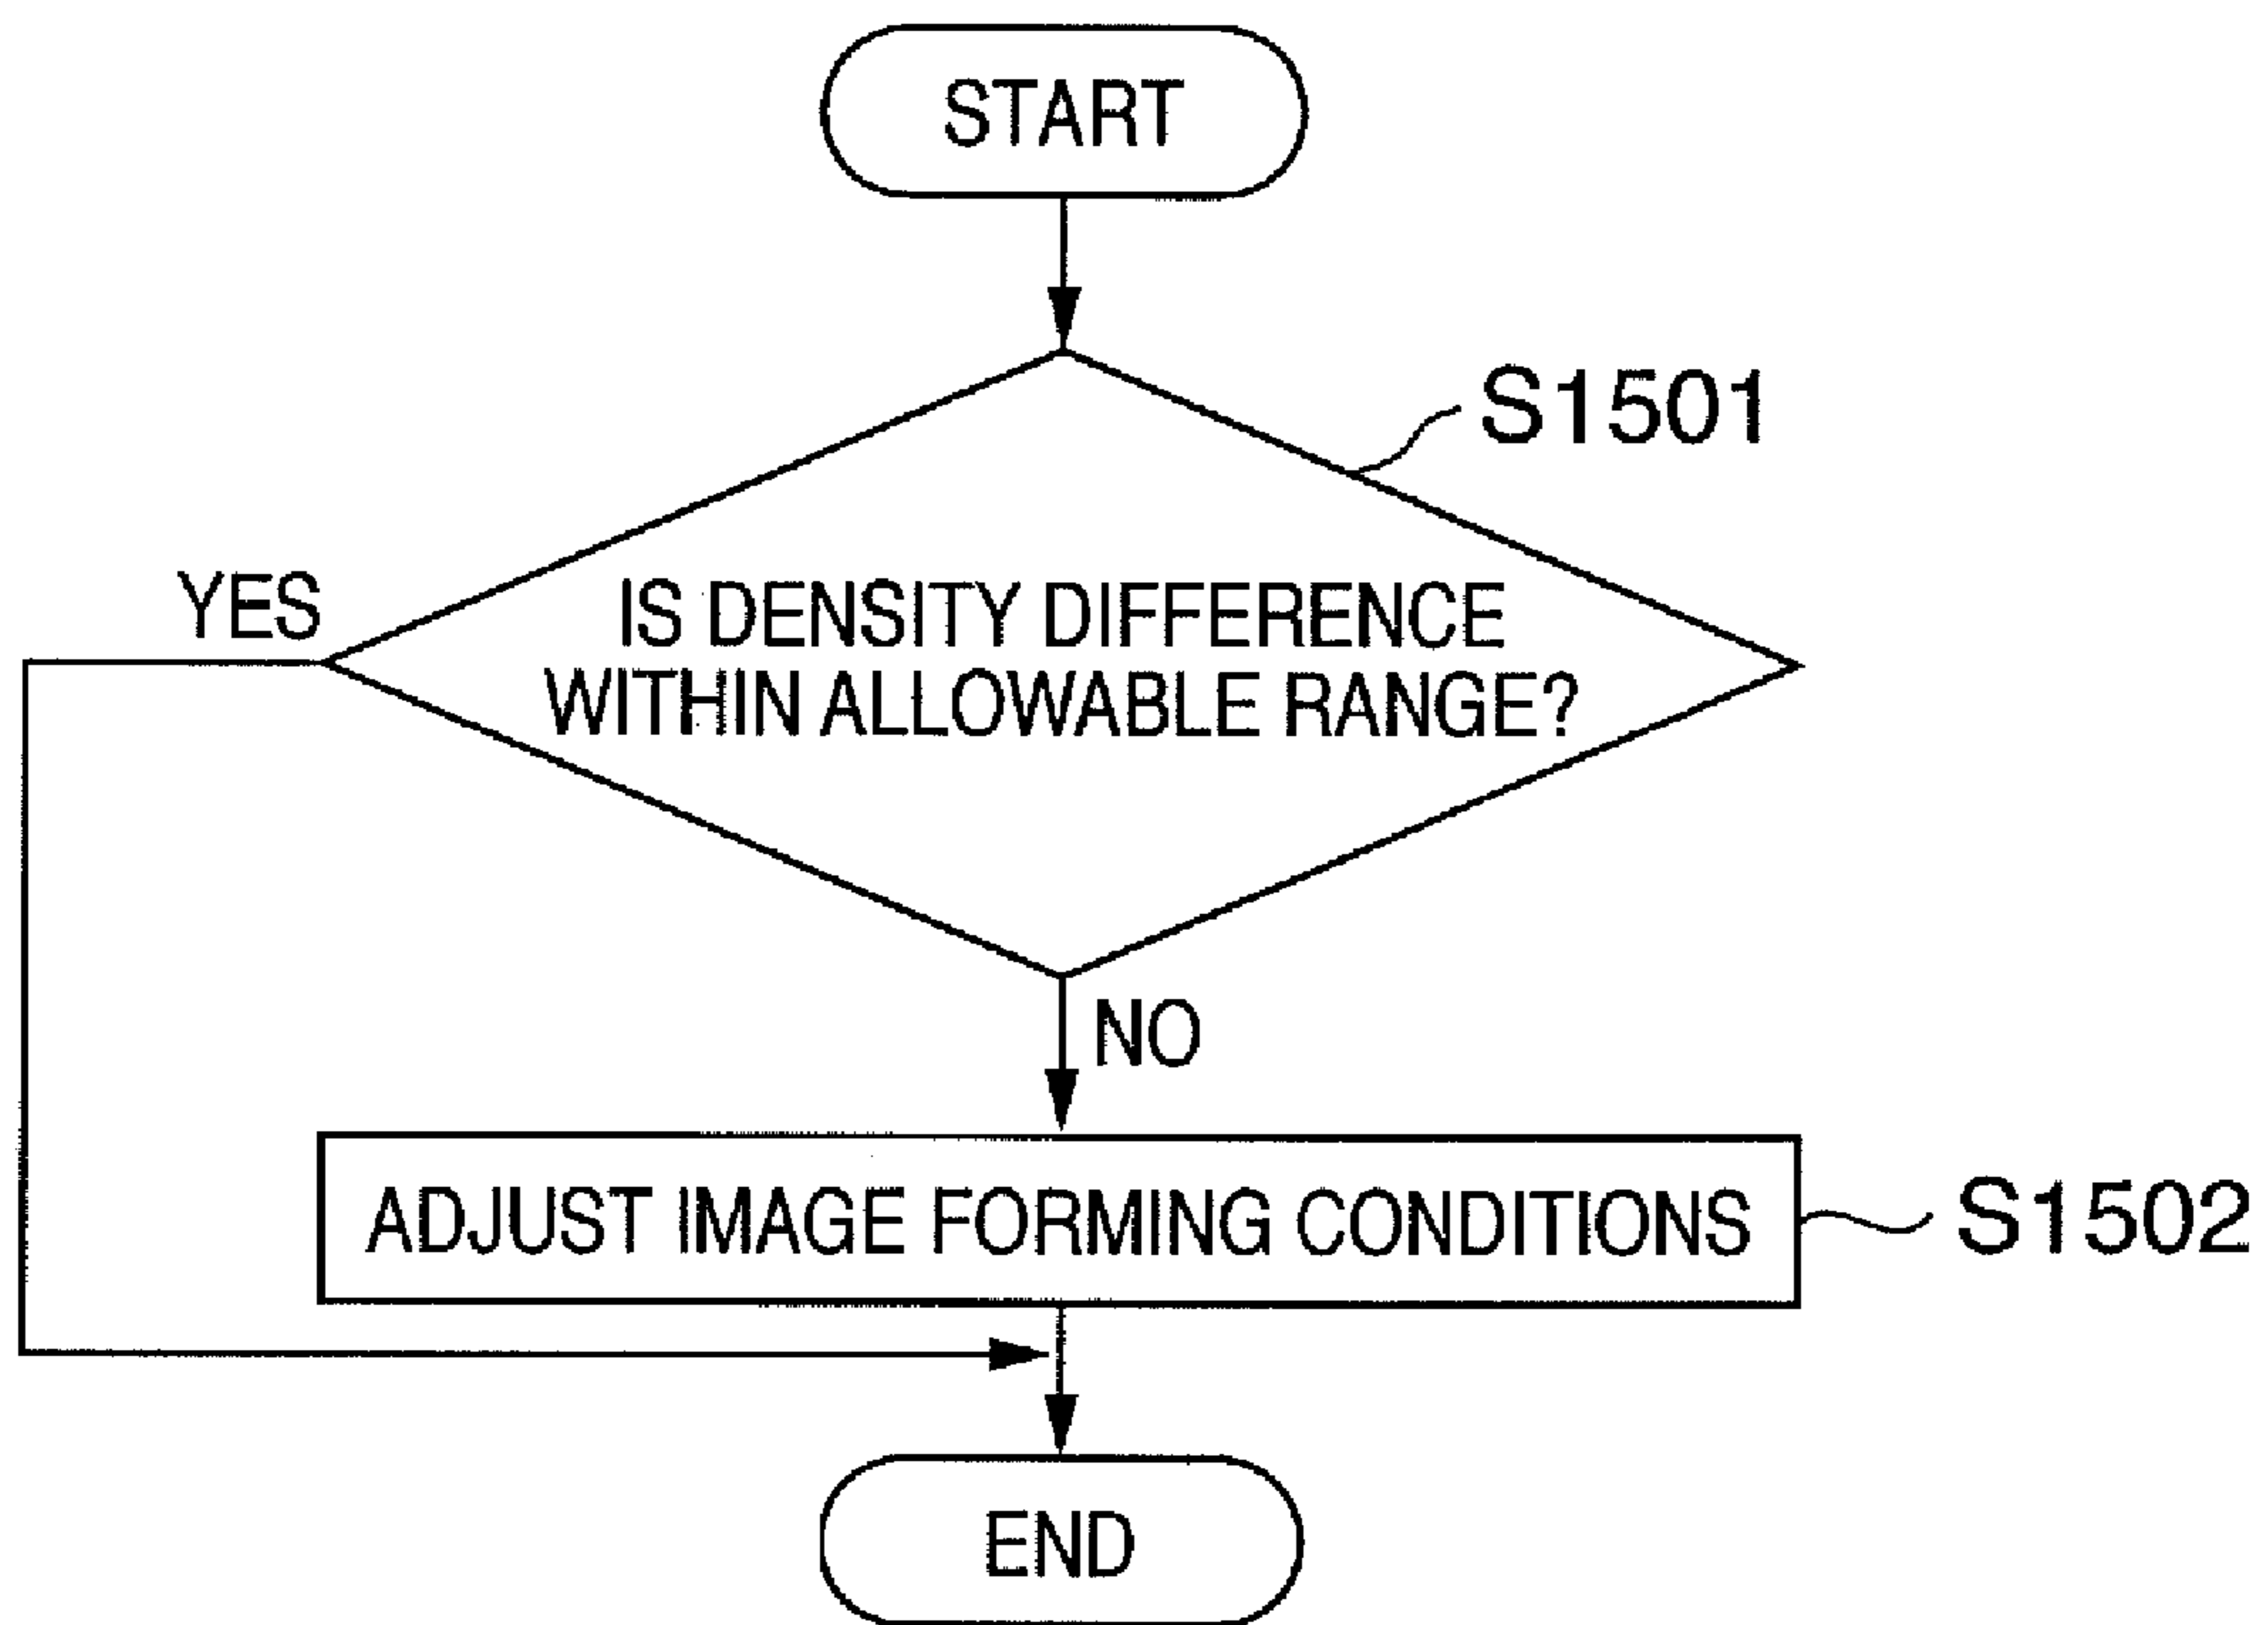 START
S1501
YES
IS DENSITY DIFFERENCE
WITHIN ALLOWABLE RANGE?
NO
ADJUST IMAGE FORMING CONDITIONS
S1502
END